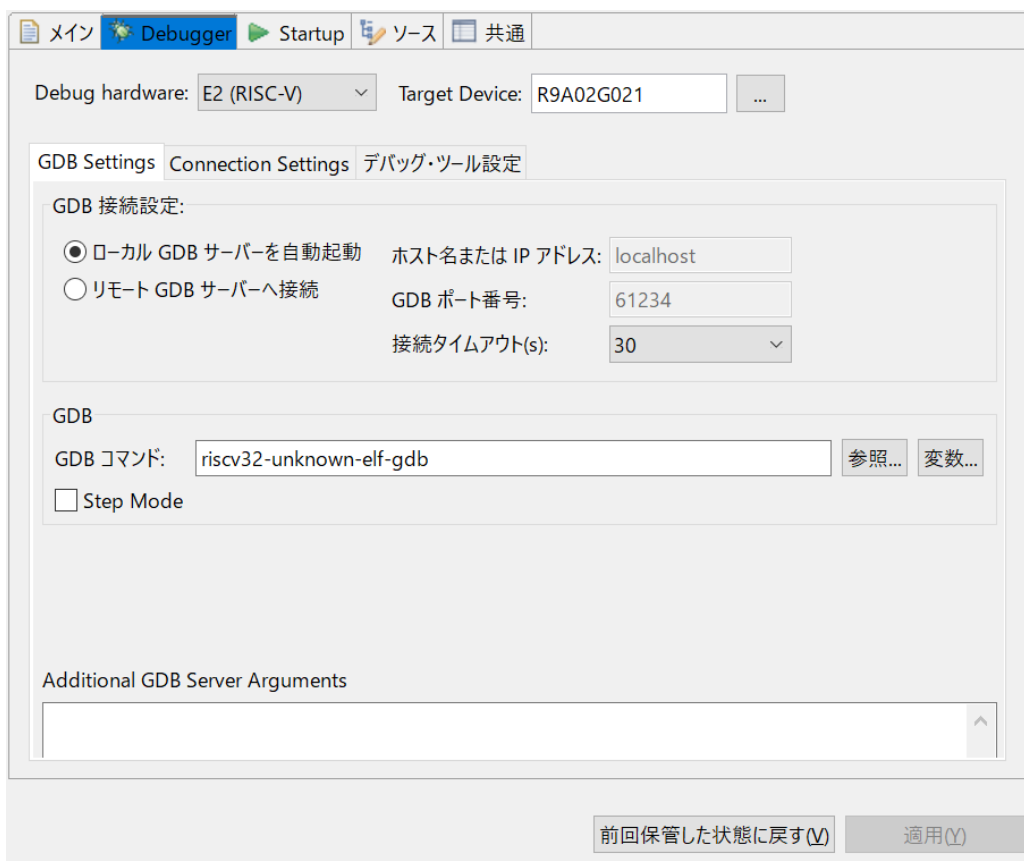 メイン Debugger Startup ソース 共通
Debug hardware: E2 (RISC-V) Target Device: R9A02G021 ...
GDB Settings Connection Settings デバッグ・ツール設定
GDB 接続設定:
ローカル GDB サーバーを自動起動 ホスト名または IP アドレス: localhost
リモート GDB サーバーへ接続 GDB ポート番号: 61234
接続タイムアウト(s): 30
GDB
GDB コマンド: riscv32-unknown-elf-gdb 参照... 変数...
Step Mode
Additional GDB Server Arguments
前回保管した状態に戻す(V) 適用(Y)